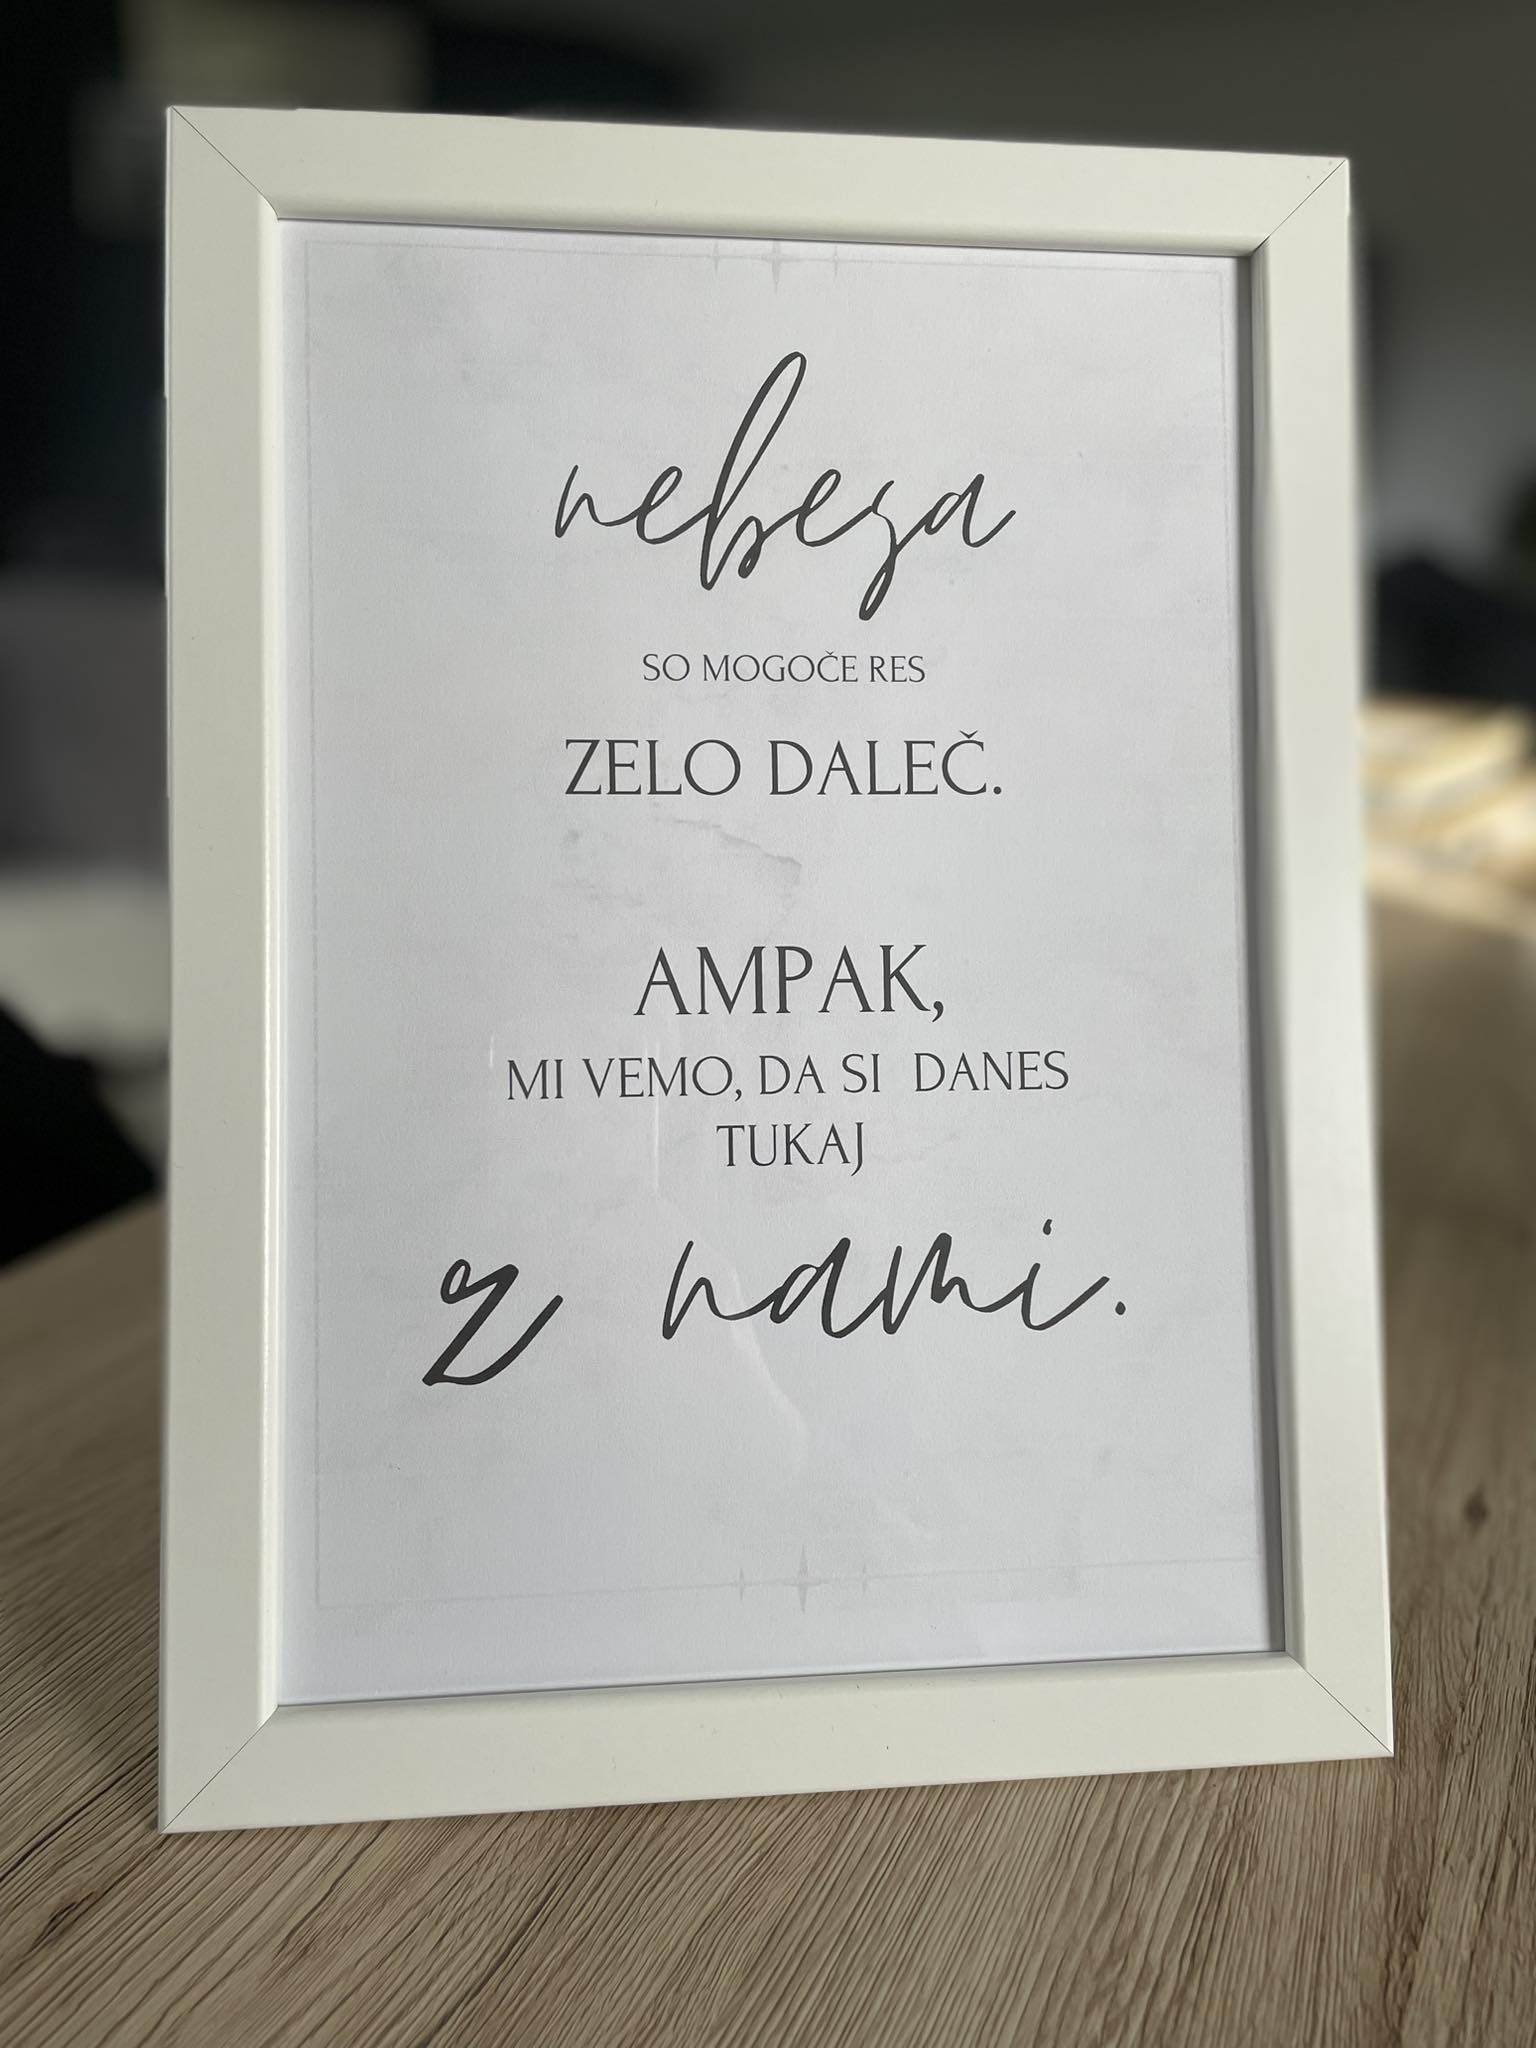 nebesa
SO MOGOČE RES
ZELO DALEČ.
AMPAK,
MI VEMO, DA SI DANES
TUKAJ
z nami.